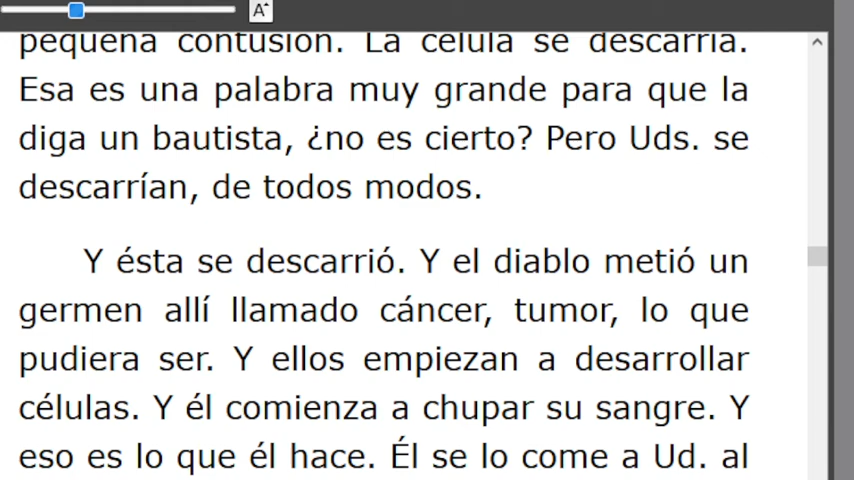 A
pequeña contusión. La célula se descarría.
Esa es una palabra muy grande para que la
diga un bautista, ¿no es cierto? Pero Uds. se
descarrían, de todos modos.
Y ésta se descarrió. Y el diablo metió un
germen allí llamado cáncer, tumor, lo que
pudiera ser. Y ellos empiezan a desarrollar
células. Y él comienza a chupar su sangre. Y
eso es lo que él hace. Él se lo come a Ud. al